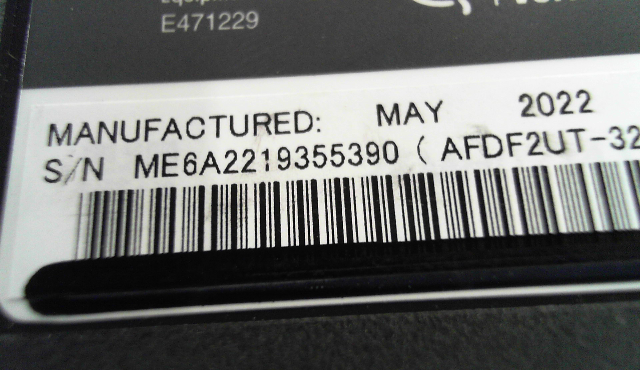 E471229
MANUFACTURED: MAY 2022
S/N ME6A2219355390 ( AFDF2UT-32